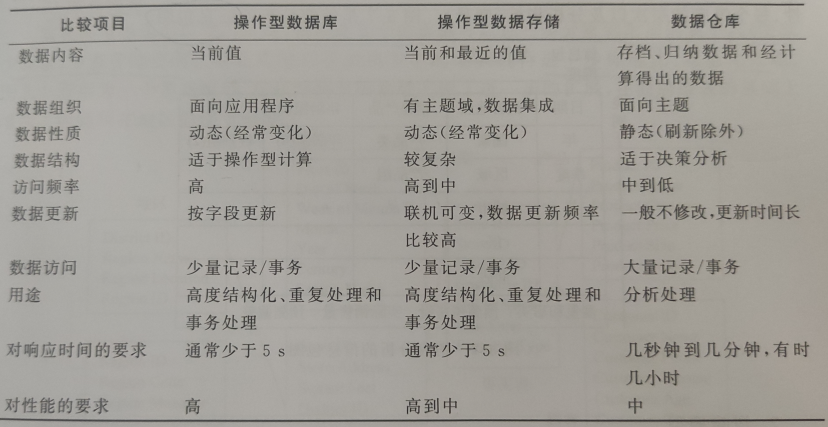 比较项目 操作型数据库 操作型数据存储 数据仓库
数据内容 当前值 当前和最近的值 存档、归纳数据和经计
算得出的数据
数据组织 面向应用程序 有主题域,数据集成 面向主题
数据性质 动态(经常变化) 动态(经常变化) 静态(刷新除外)
数据结构 适于操作型计算 较复杂 适于决策分析
访问频率 高 高到中 中到低
数据更新 按字段更新 联机可变,数据更新频率 一般不修改,更新时间长
比较高
数据访问 少量记录/事务 少量记录/事务 大量记录/事务
用途 高度结构化、重复处理和 高度结构化、重复处理和 分析处理
事务处理 事务处理
对响应时间的要求 通常少于 5 s 通常少于 5 s 几秒钟到几分钟,有时
几小时
对性能的要求 高 高到中 中